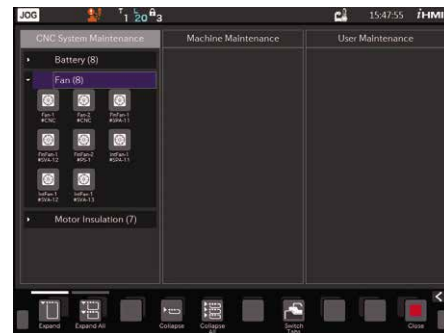 JOG T1 20 3 15:47:55 iHMI
CNC System Maintenance Machine Maintenance User Maintenance
Battery (8)
Fan (8)
Fan-1 Fan-2 FinFan-1
#CNC #CNC #SPA-11
FinFan-1 FinFan-2 IntFan-1
#SVA-12 #PS-1 #SPA-11
IntFan-1 IntFan-1
#SVA-12 #SVA-13
Motor Insulation (7)
Expand Expand All Collapse Collapse All Switch Tabs Close